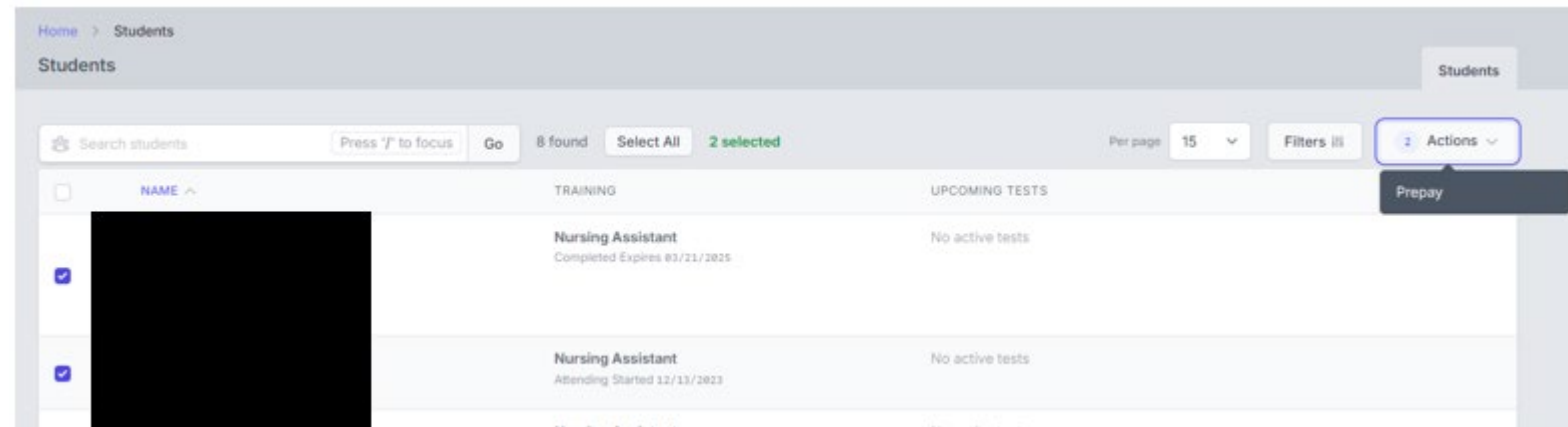 Home > Students
Students
Students
Search students Press "/" to focus Go 8 found Select All 2 selected Per page 15 Filters 2 Actions
Prepay
NAME TRAINING UPCOMING TESTS
Nursing Assistant No active tests
Completed Expires 03/21/2025
Nursing Assistant No active tests
Attending Started 12/13/2023